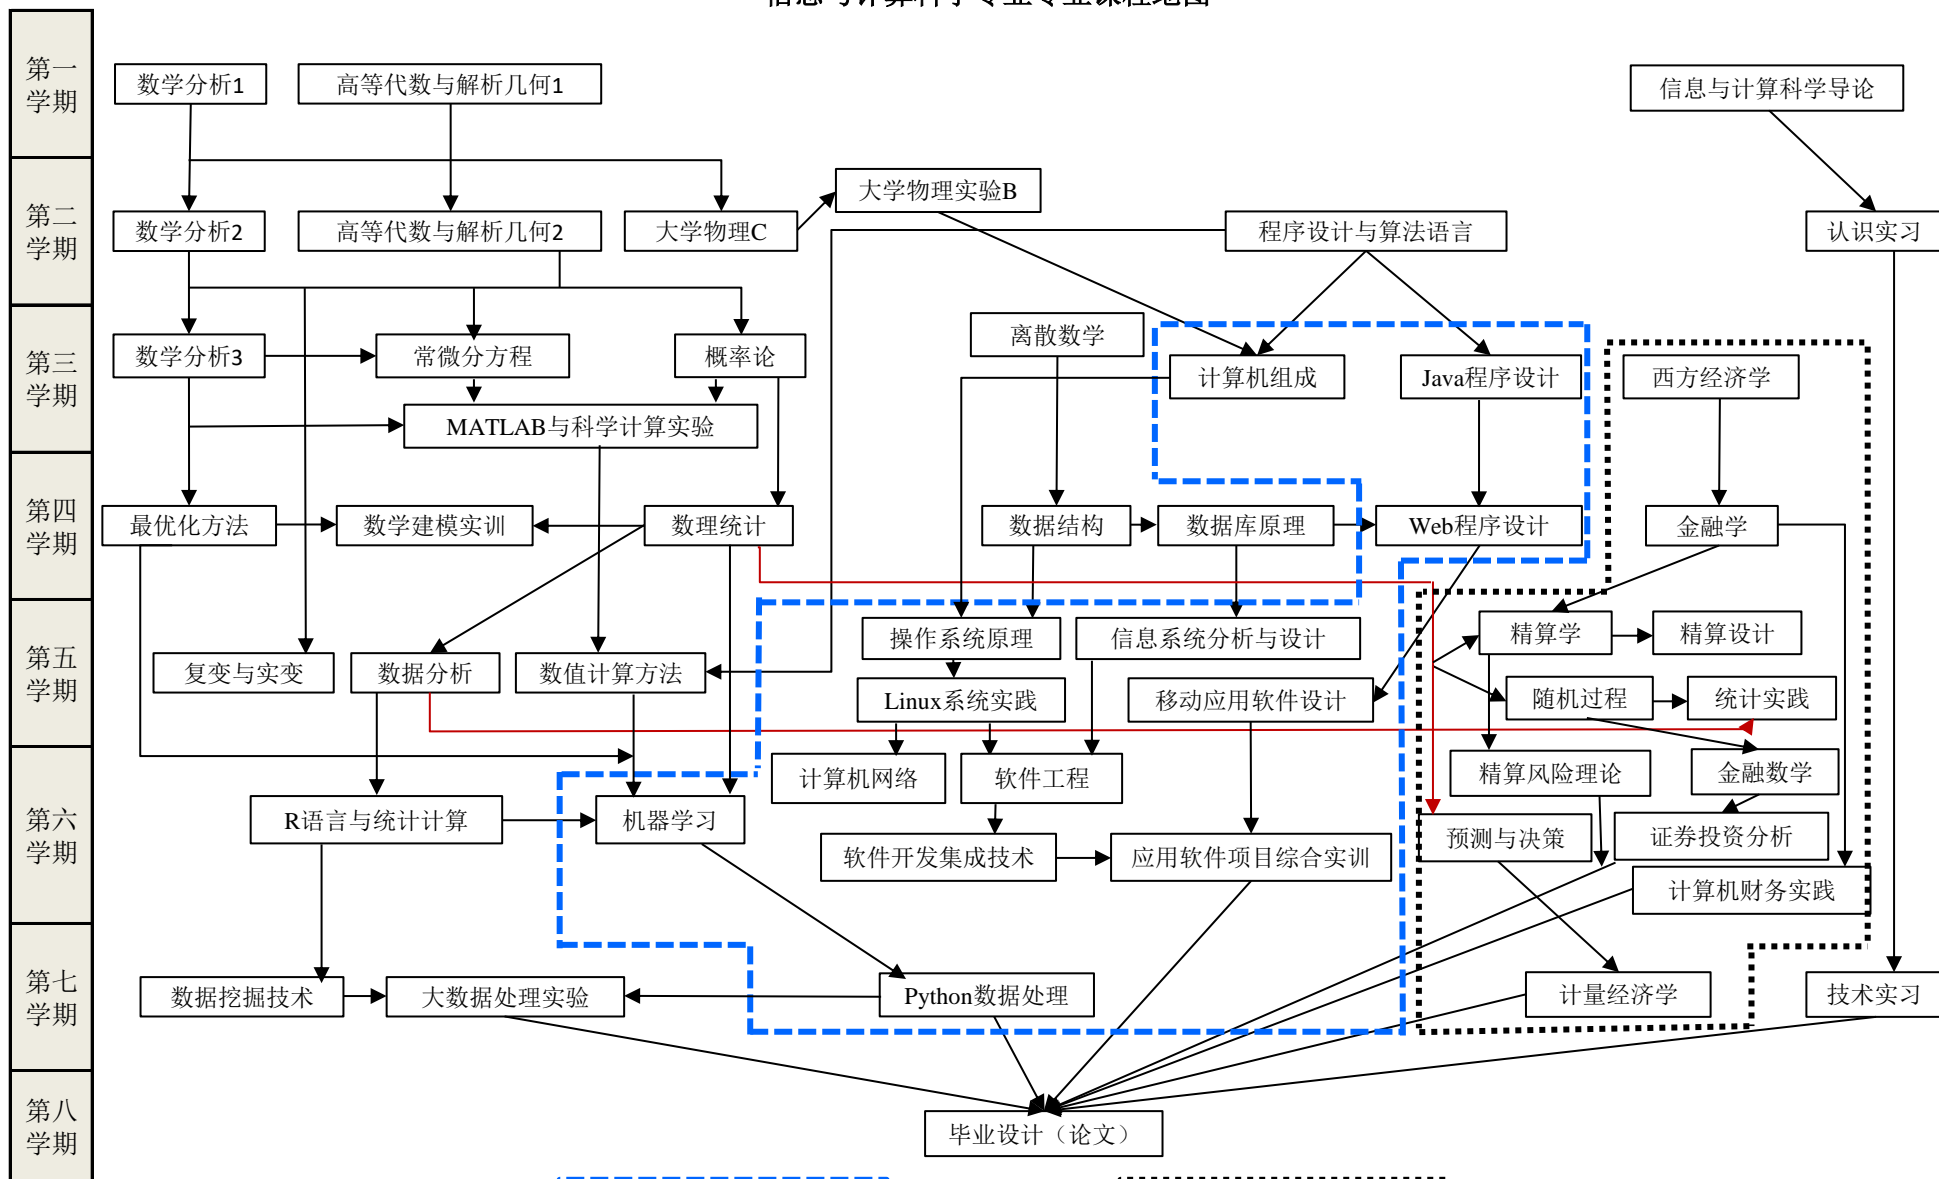 信息与计算科学专业专业课程地图
第一
学期
数学分析1
高等代数与解析几何1
信息与计算科学导论
第二
学期
大学物理实验B
数学分析2
高等代数与解析几何2
大学物理C
程序设计与算法语言
认识实习
第三
学期
离散数学
数学分析3
常微分方程
概率论
计算机组成
Java程序设计
西方经济学
MATLAB与科学计算实验
第四
学期
最优化方法
数学建模实训
数理统计
数据结构
数据库原理
Web程序设计
金融学
第五
学期
操作系统原理
信息系统分析与设计
精算学
精算设计
复变与实变
数据分析
数值计算方法
Linux系统实践
移动应用软件设计
随机过程
统计实践
第六
学期
计算机网络
软件工程
精算风险理论
金融数学
R语言与统计计算
机器学习
预测与决策
证券投资分析
软件开发集成技术
应用软件项目综合实训
计算机财务实践
第七
学期
数据挖掘技术
大数据处理实验
Python数据处理
计量经济学
技术实习
第八
学期
毕业设计（论文）